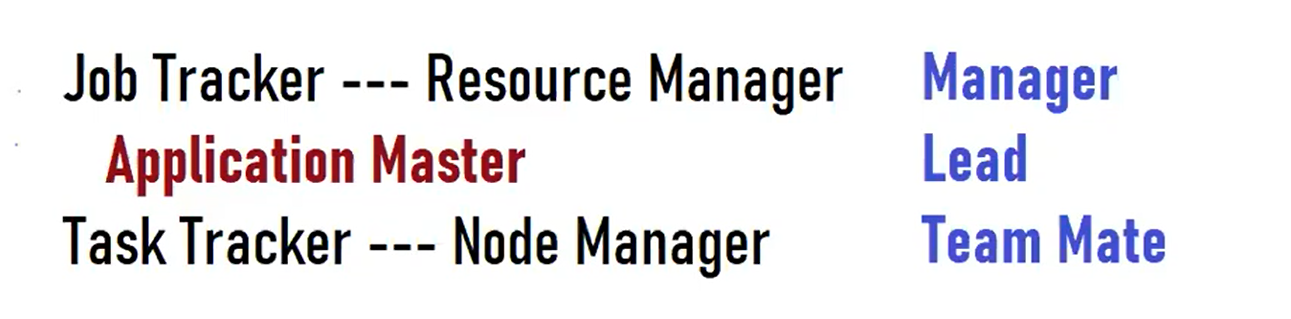 Job Tracker --- Resource Manager Manager
Application Master Lead
Task Tracker --- Node Manager Team Mate